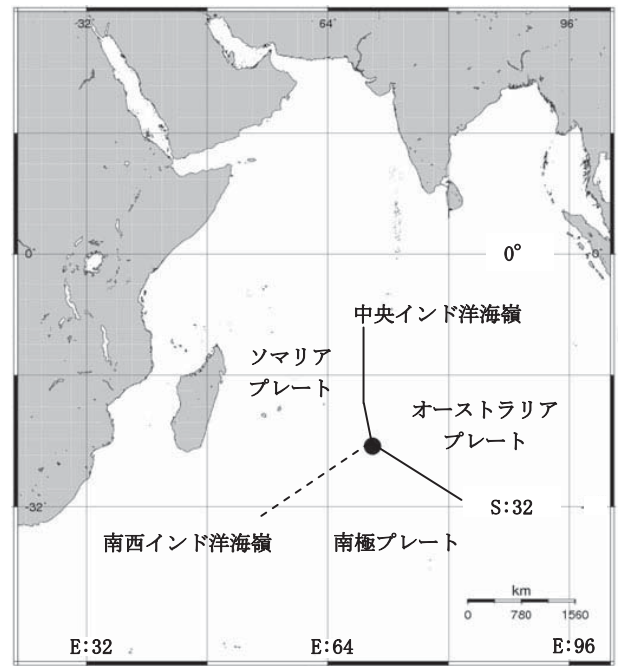 32
64
96
0
0°
0
中央インド洋海嶺
ソマリア
プレート
オーストラリア
プレート
-32
S:32
南西インド洋海嶺
南極プレート
km
0 780 1560
E:32
E:64
E:96